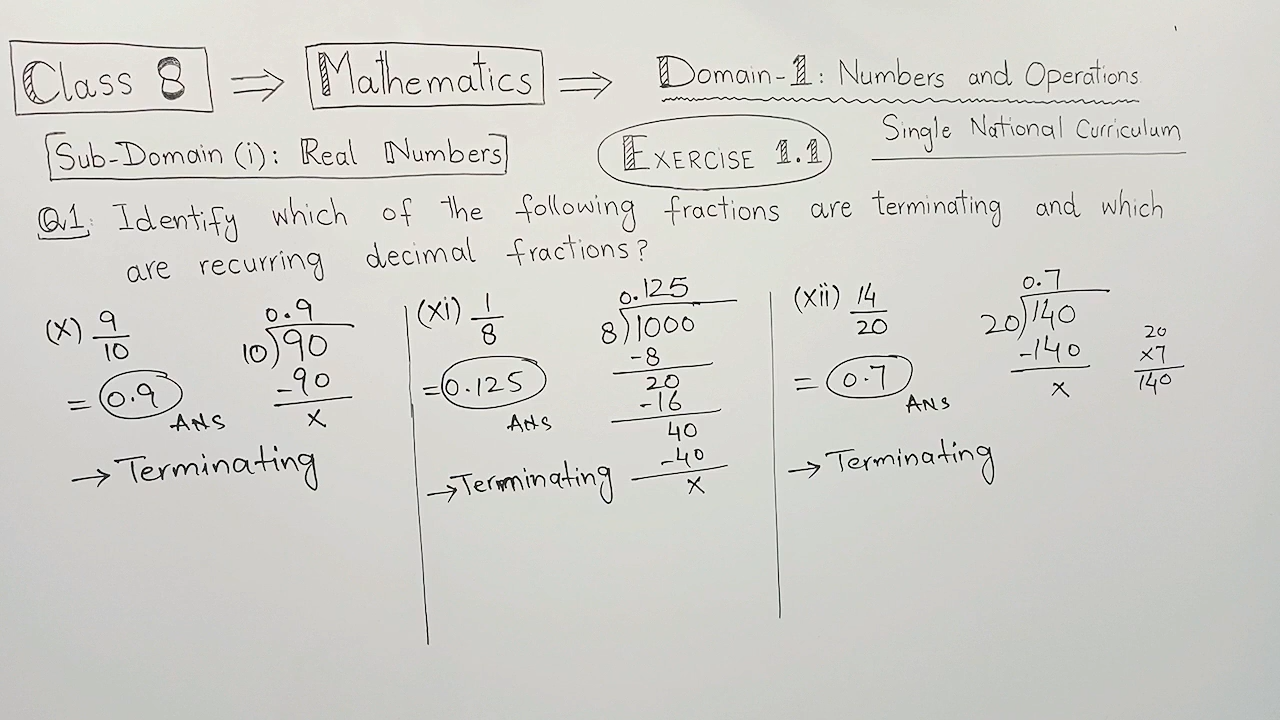 Class 8 ⇒ Mathematics ⇒ Domain-1: Numbers and Operations
Sub-Domain (i): Real Numbers
Exercise 1.1
Single National Curriculum
Q1: Identify which of the following fractions are terminating and which
are recurring decimal fractions?
(x) 9/10
= 0.9
Ans
→ Terminating
0.9
10)90
-90
x
(xi) 1/8
= 0.125
Ans
→ Terminating
0.125
8)1000
-8
20
-16
40
-40
x
(xii) 14/20
= 0.7
Ans
→ Terminating
0.7
20)140
-140
x
20
x7
140